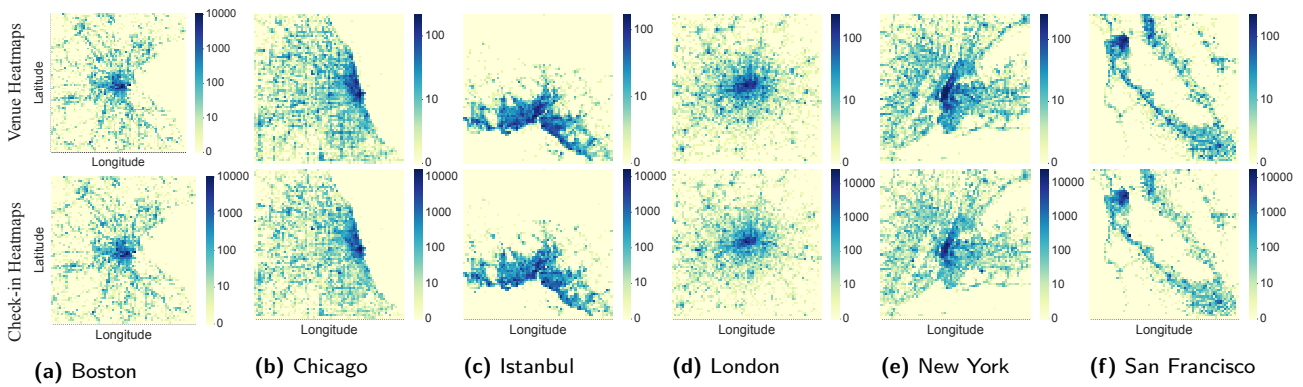 Venue Heatmaps
Latitude
Longitude
10000
1000
100
10
0
100
10
0
100
10
0
100
10
0
100
10
0
100
10
0
Check-in Heatmaps
Latitude
Longitude
10000
1000
100
10
0
Longitude
10000
1000
100
10
0
Longitude
10000
1000
100
10
0
Longitude
10000
1000
100
10
0
Longitude
10000
1000
100
10
0
Longitude
10000
1000
100
10
0
(a) Boston
(b) Chicago
(c) Istanbul
(d) London
(e) New York
(f) San Francisco